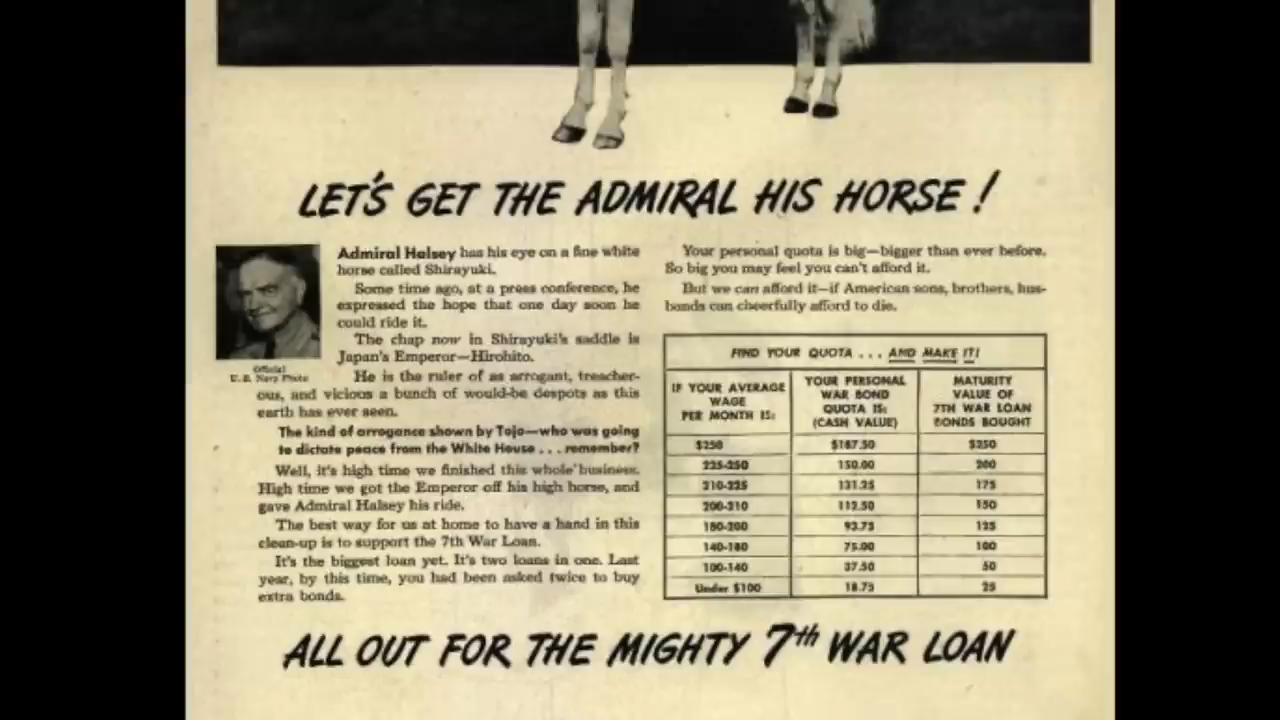 LET'S GET THE ADMIRAL HIS HORSE!
Admiral Halsey has his eye on a fine white
horse called Shirayuki.
Some time ago, at a press conference, he
expressed the hope that one day soon he
could ride it.
The chap now in Shirayuki's saddle is
Japan's Emperor—Hirohito.
He is the ruler of as arrogant, treacher-
ous, and vicious a bunch of would-be despots as this
earth has ever seen.
The kind of arrogance shown by Tojo—who was going
to dictate peace from the White House . . . remember?
Well, it's high time we finished this whole business.
High time we got the Emperor off his high horse, and
gave Admiral Halsey his ride.
The best way for us at home to have a hand in this
clean-up is to support the 7th War Loan.
It's the biggest loan yet. It's two loans in one. Last
year, by this time, you had been asked twice to buy
extra bonds.
Official
U. S. Navy Photo
Your personal quota is big—bigger than ever before.
So big you may feel you can't afford it.
But we can afford it—if American sons, brothers, hus-
bands can cheerfully afford to die.
FIND YOUR QUOTA . . . AND MAKE IT!
IF YOUR AVERAGE
WAGE
PER MONTH IS:
YOUR PERSONAL
WAR BOND
QUOTA IS:
(CASH VALUE)
MATURITY
VALUE OF
7TH WAR LOAN
BONDS BOUGHT
$250 $187.50 $250
225-250 150.00 200
210-225 131.25 175
200-210 112.50 150
180-200 93.75 125
140-180 75.00 100
100-140 37.50 50
Under $100 18.75 25
ALL OUT FOR THE MIGHTY 7th WAR LOAN